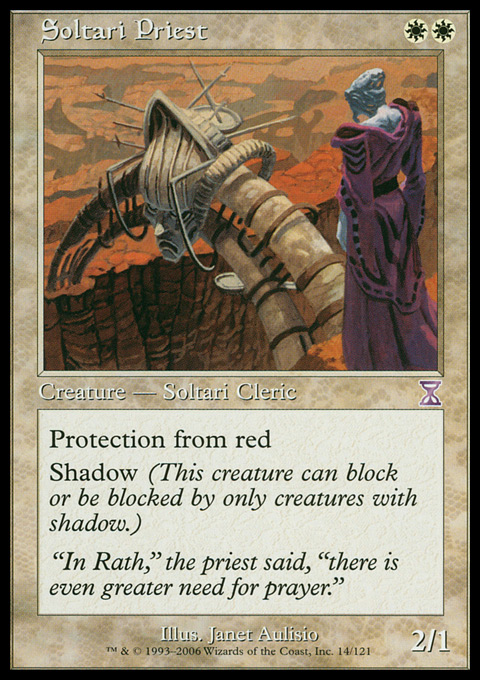 Soltari Priest
Creature — Soltari Cleric
Protection from red
Shadow (This creature can block
or be blocked by only creatures with
shadow.)
“In Rath,” the priest said, “there is
even greater need for prayer.”
Illus. Janet Aulisio
™ & © 1993–2006 Wizards of the Coast, Inc. 14/121
2/1